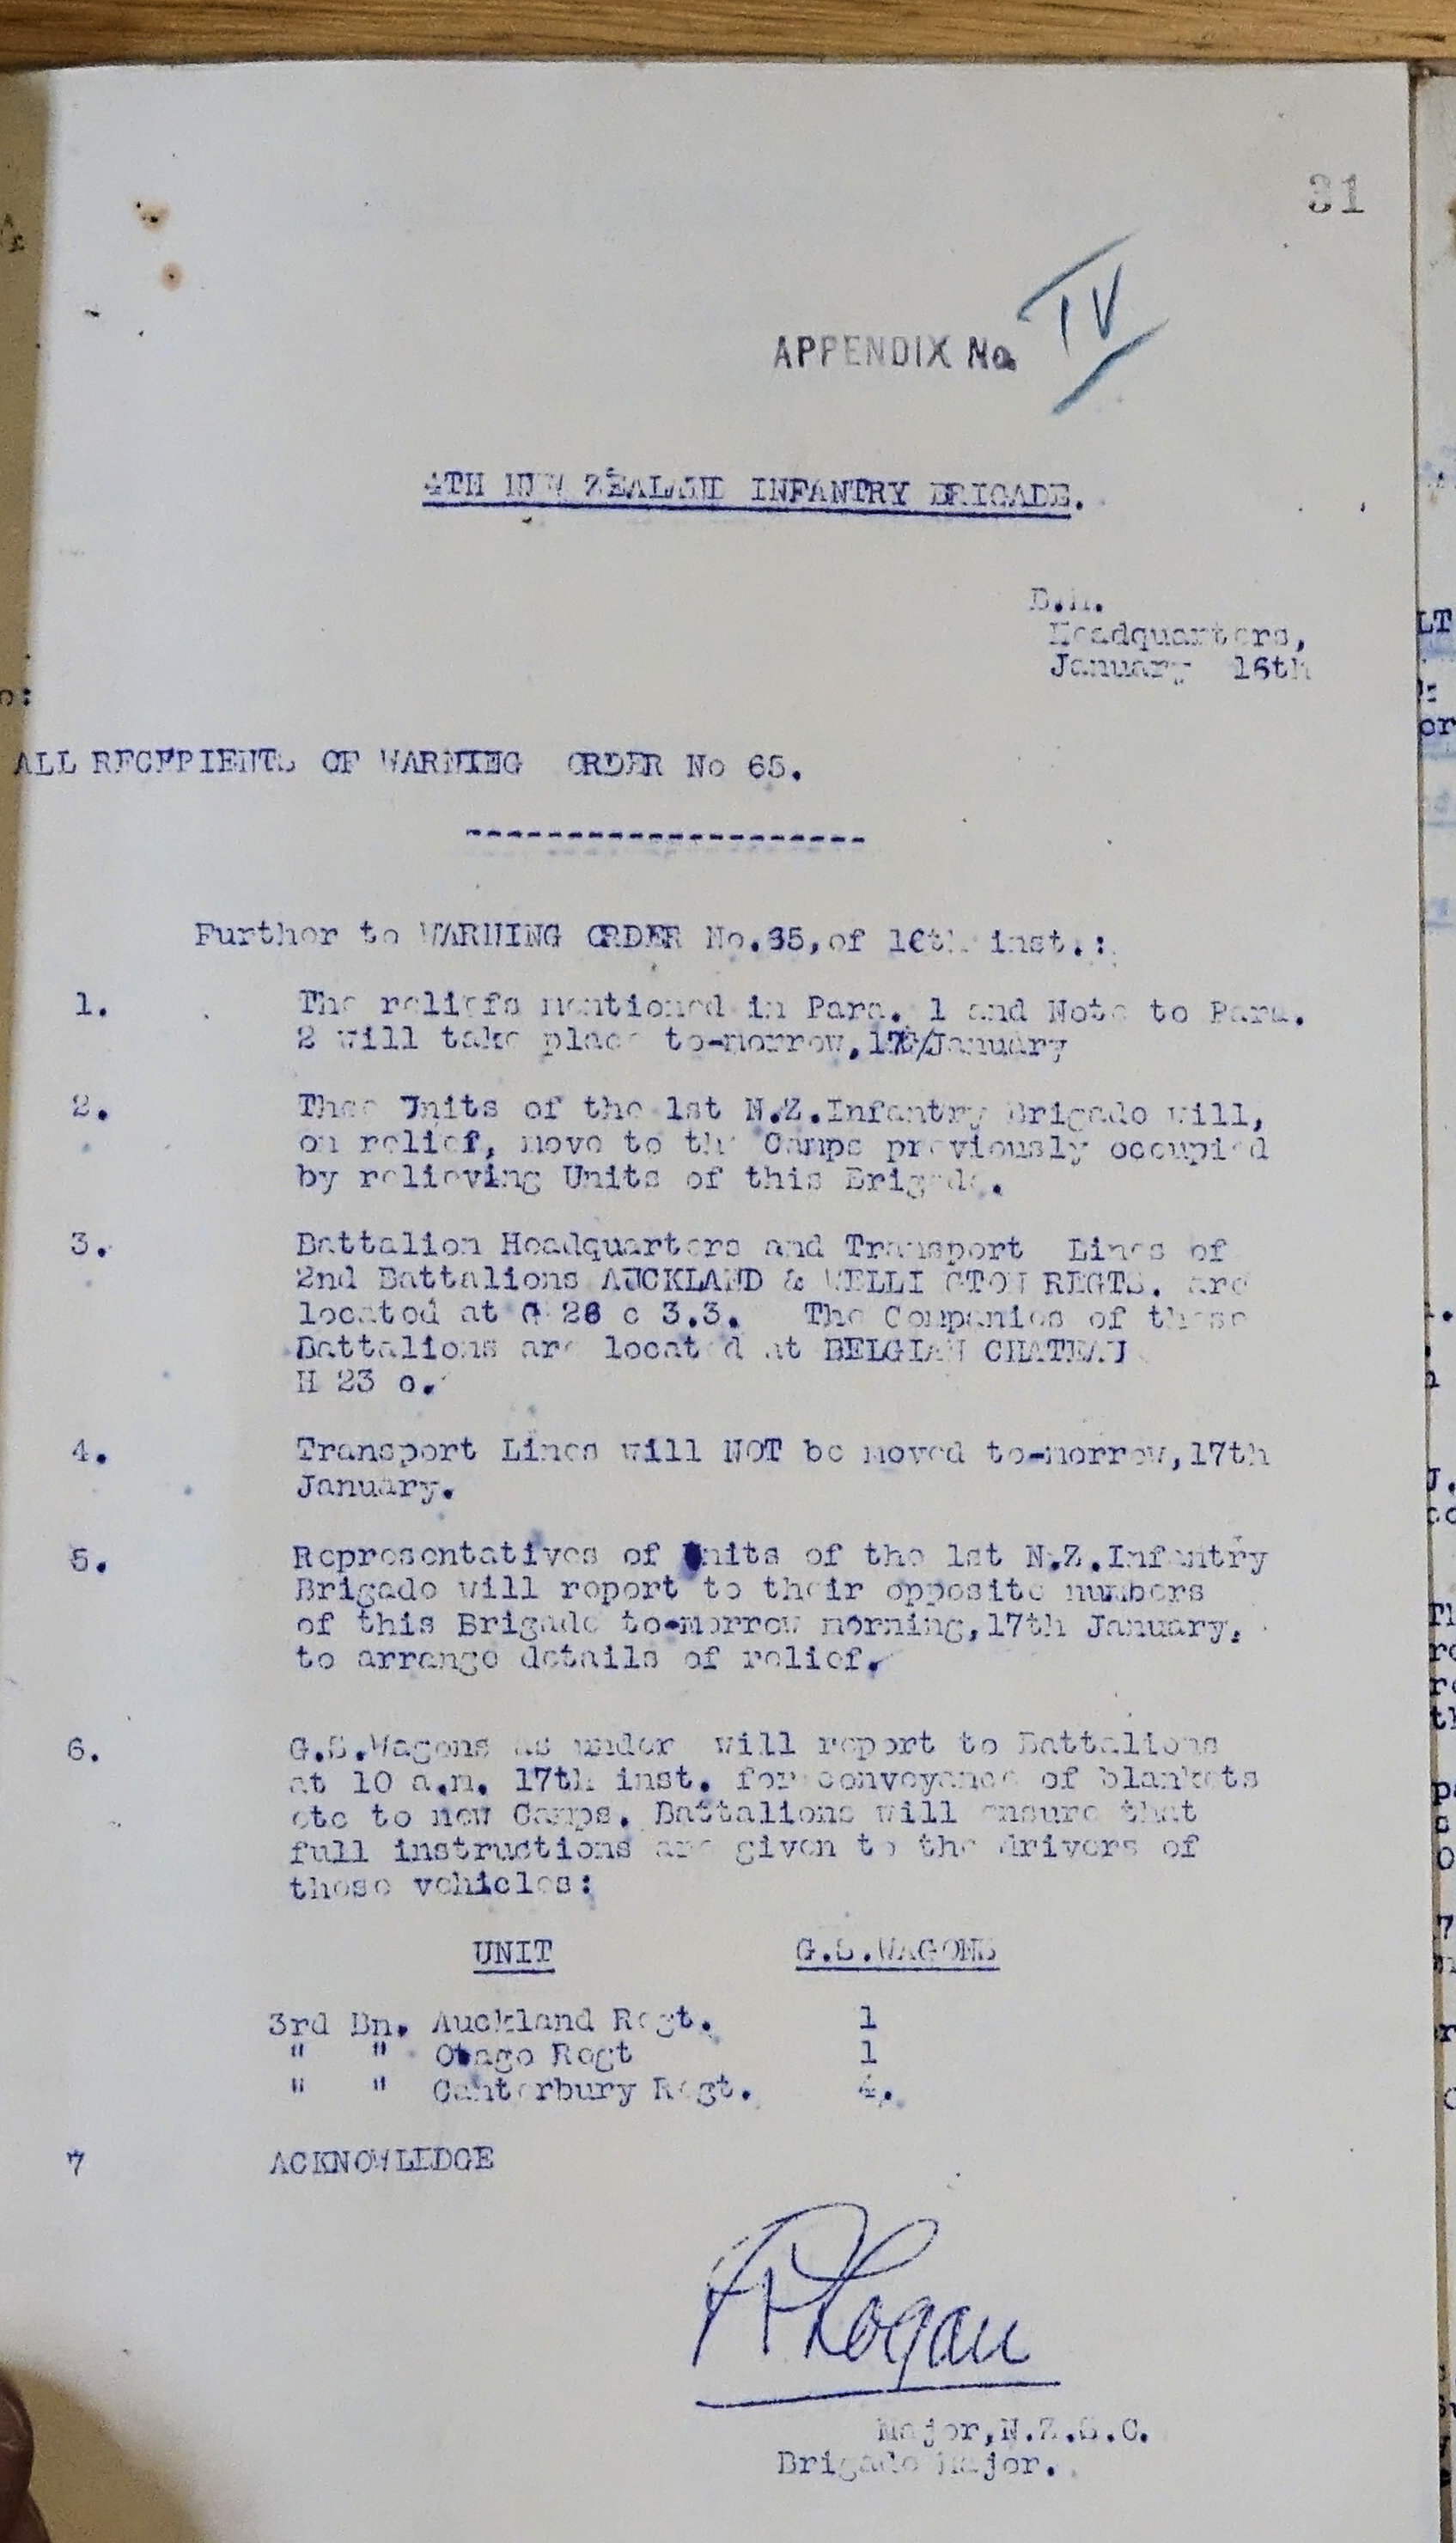 31
APPENDIX No. IV
4TH NEW ZEALAND INFANTRY BRIGADE.
B.M.
Headquarters,
January 16th
ALL RECEPIENTS OF WARNING ORDER No 65.
--------------------
Further to WARNING ORDER No.65, of 16th inst.:
1. The reliefs mentioned in Para. 1 and Note to Para.
2 will take place to-morrow, 17th/January
2. Thee Units of the 1st N.Z.Infantry Brigade will,
on relief, move to the Camps previously occupied
by relieving Units of this Brigade.
3. Battalion Headquarters and Transport Lines of
2nd Battalions AUCKLAND & WELLI GTON REGTS. are
located at G 26 c 3.3. The Companies of these
Battalions are located at BELGIAN CHATEAU
H 23 c.
4. Transport Lines will NOT be moved to-morrow, 17th
January.
5. Representatives of Units of the 1st N.Z.Infantry
Brigade will report to their opposite numbers
of this Brigade to-morrow morning, 17th January,
to arrange details of relief.
6. G.S.Wagons as under will report to Battalions
at 10 a.m. 17th inst. for conveyance of blankets
etc to new Camps. Battalions will ensure that
full instructions are given to the drivers of
these vehicles:
UNIT G.S.WAGONS
3rd Bn. Auckland Regt. 1
" " Otago Regt 1
" " Canterbury Regt. 4.
7 ACKNOWLEDGE
Logan
Major, N.Z.S.C.
Brigade Major.